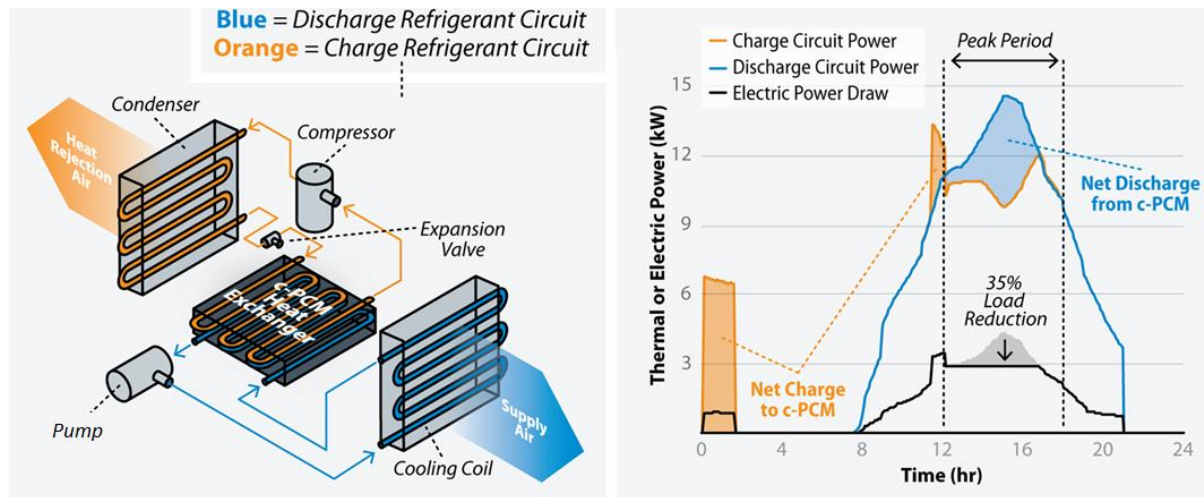 Blue = Discharge Refrigerant Circuit
Orange = Charge Refrigerant Circuit
Condenser
Compressor
Heat
Rejection
Air
Expansion
Valve
c-PCM
Heat
Exchanger
Pump
Supply
Air
Cooling Coil
Charge Circuit Power
Discharge Circuit Power
Electric Power Draw
Peak Period
Thermal or Electric Power (kW)
15
12
9
6
3
Net Discharge
from c-PCM
35%
Load
Reduction
Net Charge
to c-PCM
0
4
8
12
16
20
24
Time (hr)